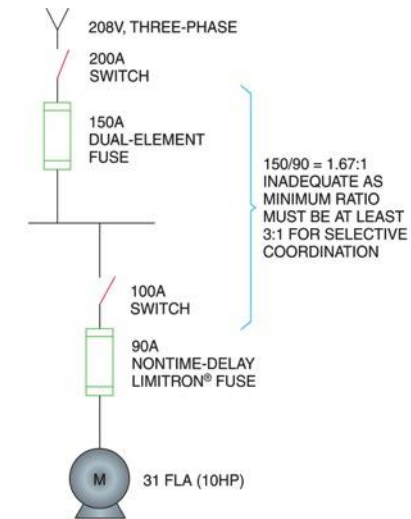 208V, THREE-PHASE
200A
SWITCH
150A
DUAL-ELEMENT
FUSE
150/90 = 1.67:1
INADEQUATE AS
MINIMUM RATIO
MUST BE AT LEAST
3:1 FOR SELECTIVE
COORDINATION
100A
SWITCH
90A
NONTIME-DELAY
LIMITRON® FUSE
M
31 FLA (10HP)